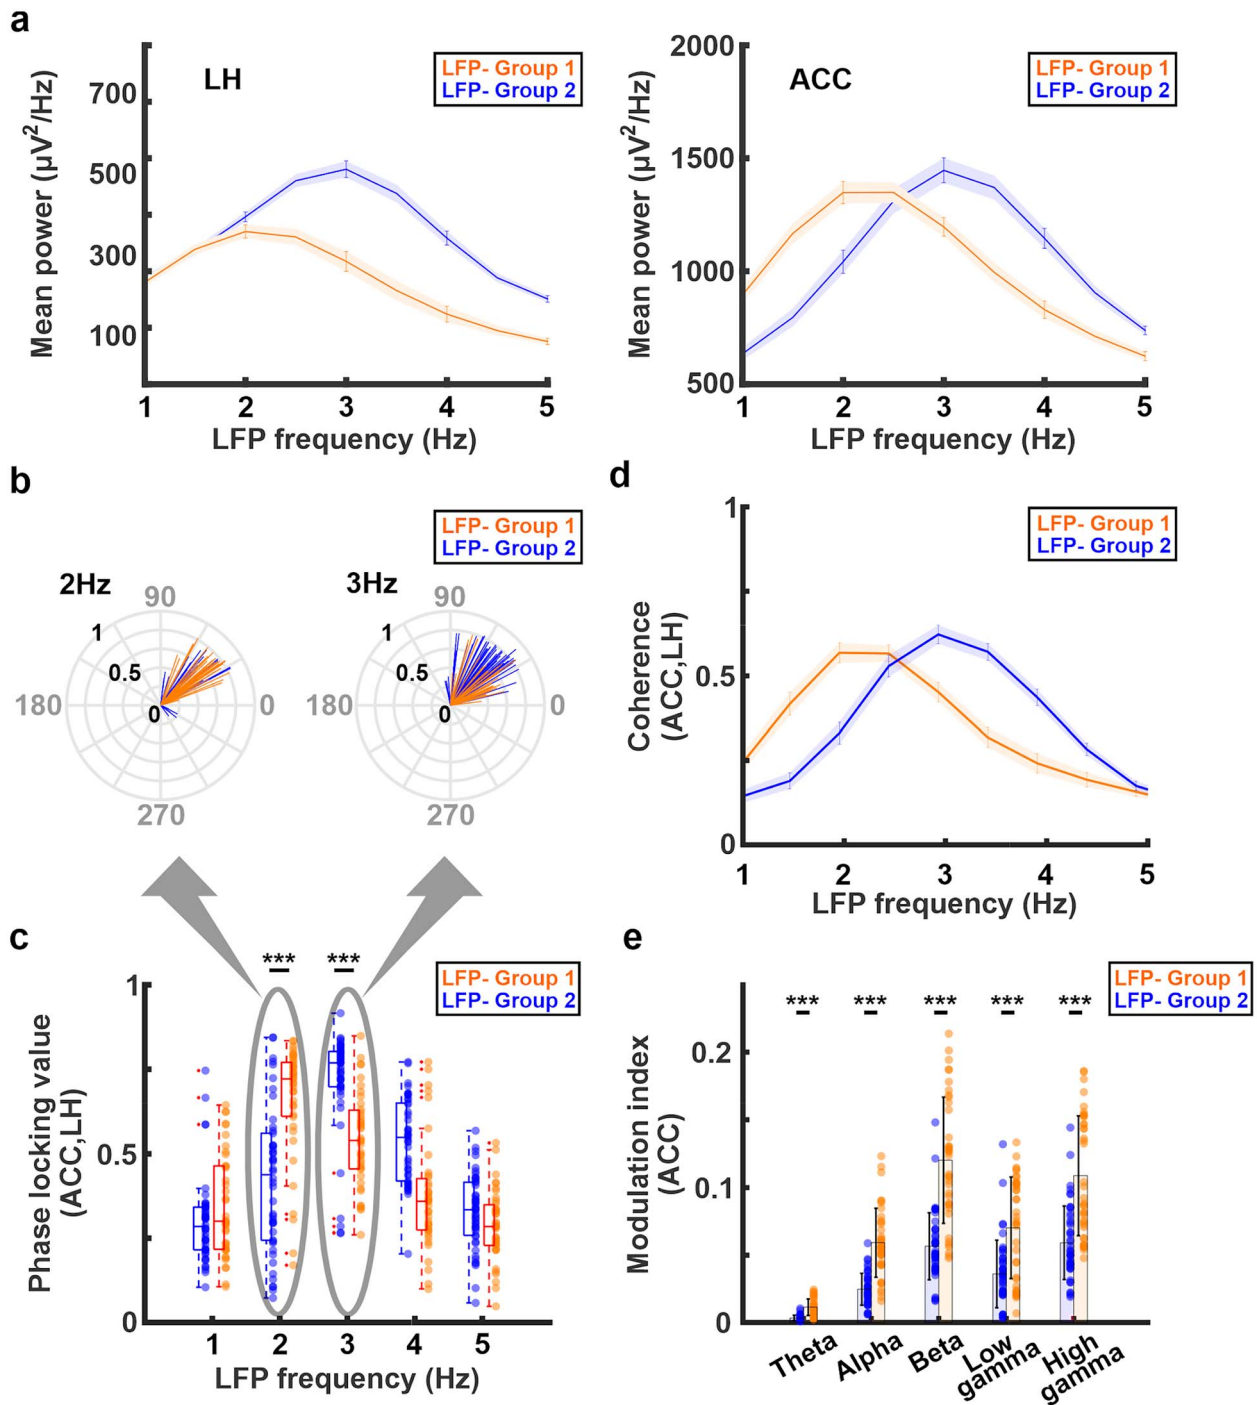 a
LH
LFP- Group 1
LFP- Group 2
Mean power (µV²/Hz)
700
500
300
100
1 2 3 4 5
LFP frequency (Hz)
ACC
LFP- Group 1
LFP- Group 2
Mean power (µV²/Hz)
2000
1500
1000
500
1 2 3 4 5
LFP frequency (Hz)
b
LFP- Group 1
LFP- Group 2
2Hz
90
1
0.5
180 0 0
270
3Hz
90
1
0.5
180 0 0
270
d
LFP- Group 1
LFP- Group 2
Coherence
(ACC,LH)
1
0.5
0
1 2 3 4 5
LFP frequency (Hz)
c
*** ***
LFP- Group 1
LFP- Group 2
Phase locking value
(ACC,LH)
1
0.5
0
1 2 3 4 5
LFP frequency (Hz)
e
LFP- Group 1
LFP- Group 2
*** *** *** *** ***
Modulation index
(ACC)
0.2
0.1
0
Theta
Alpha
Beta
Low
gamma
High
gamma